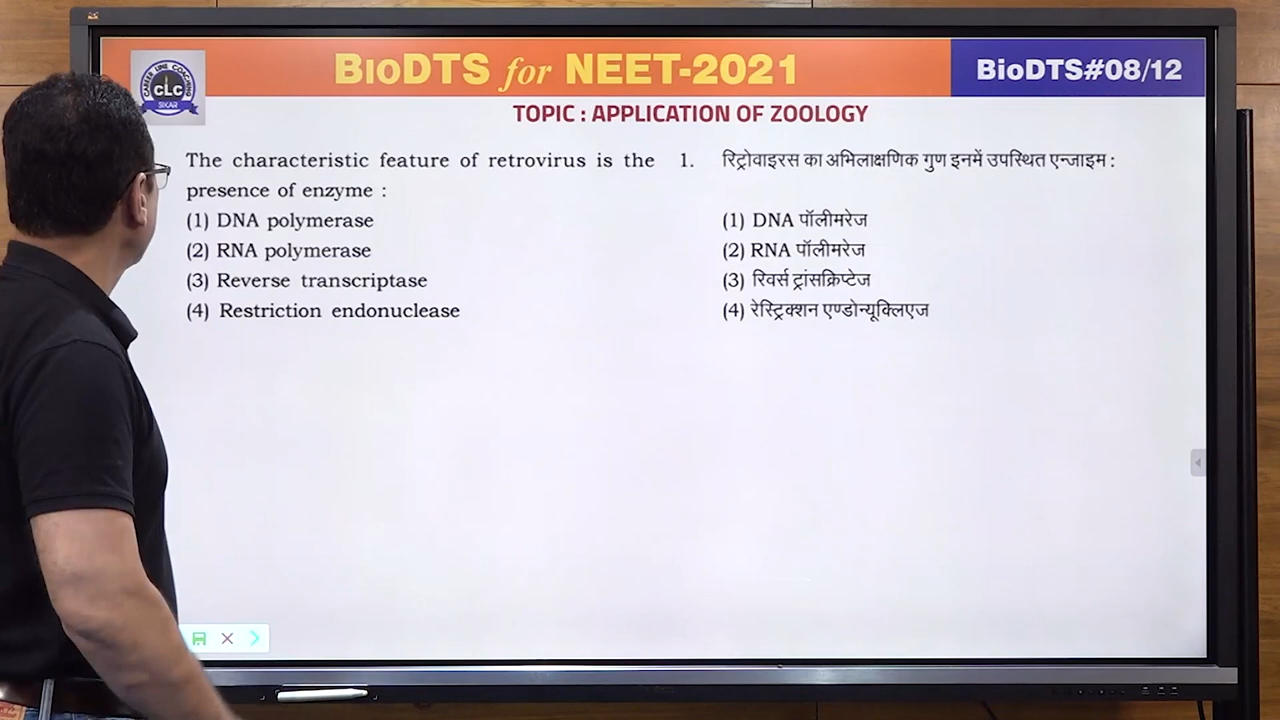 BIODTS for NEET-2021
BioDTS#08/12
CAREER LINE COACHING
CLC
SIKAR
TOPIC : APPLICATION OF ZOOLOGY
The characteristic feature of retrovirus is the
presence of enzyme :
(1) DNA polymerase
(2) RNA polymerase
(3) Reverse transcriptase
(4) Restriction endonuclease
1. रिट्रोवाइरस का अभिलाक्षणिक गुण इनमें उपस्थित एन्जाइम :
(1) DNA पॉलीमरेज
(2) RNA पॉलीमरेज
(3) रिवर्स ट्रांसक्रिप्टेज
(4) रेस्ट्रिक्शन एण्डोन्यूक्लिएज